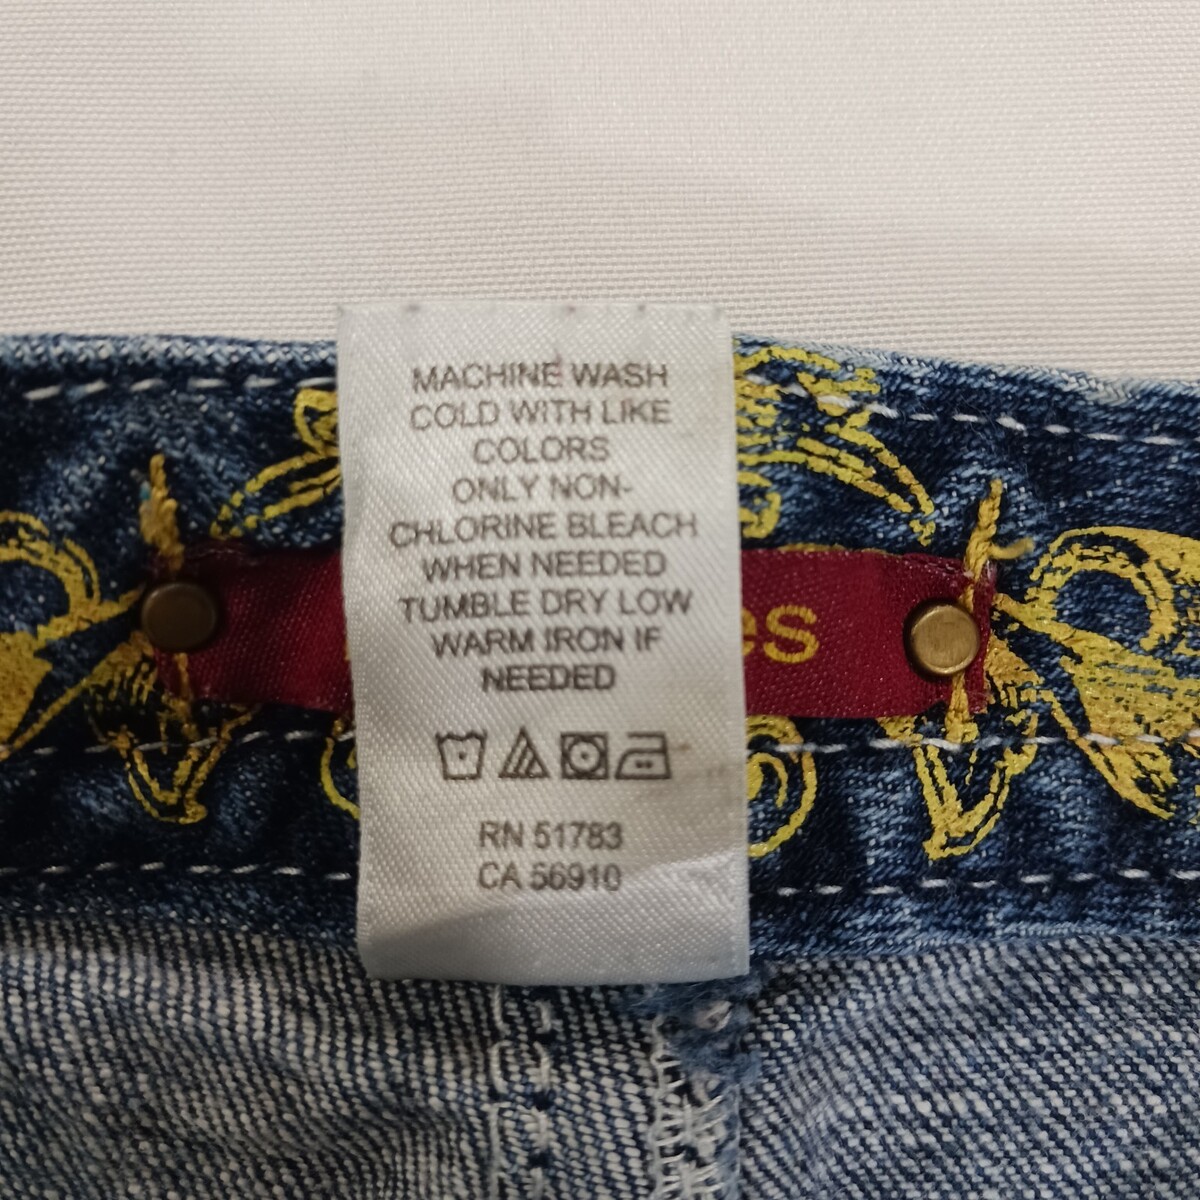 MACHINE WASH
COLD WITH LIKE
COLORS
ONLY NON-
CHLORINE BLEACH
WHEN NEEDED
TUMBLE DRY LOW
WARM IRON IF
NEEDED
RN 51783
CA 56910